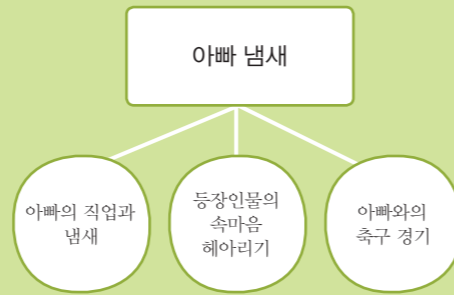 아빠 냄새
아빠의 직업과
냄새
등장인물의
속마음
헤아리기
아빠와의
축구 경기